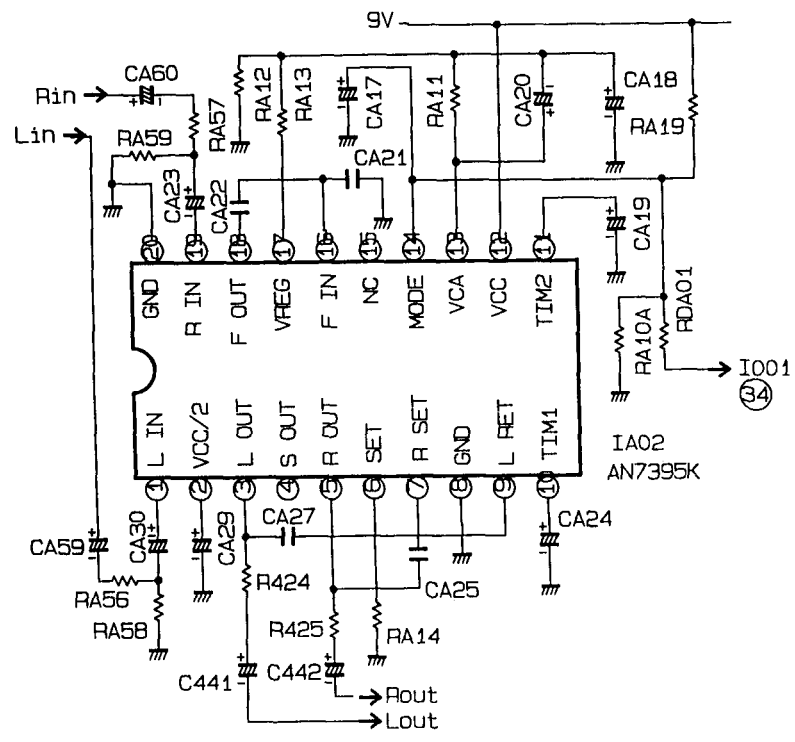 9V
CA60
Rin
Lin
RA59
RA57
RA12
RA13
CA17
RA11
CA20
CA18
RA19
CA23
CA22
CA21
CA19
20
19
18
17
16
15
14
13
12
11
GND
R IN
F OUT
VREG
F IN
NC
MODE
VCA
VCC
TIM2
RA10A
RDA01
I001
34
L IN
VCC/2
L OUT
S OUT
R OUT
SET
R SET
GND
L RET
TIM1
IA02
AN7395K
1
2
3
4
5
6
7
8
9
10
CA59
CA30
CA29
CA27
CA24
RA56
R424
CA25
RA58
R425
RA14
C441
C442
Rout
Lout